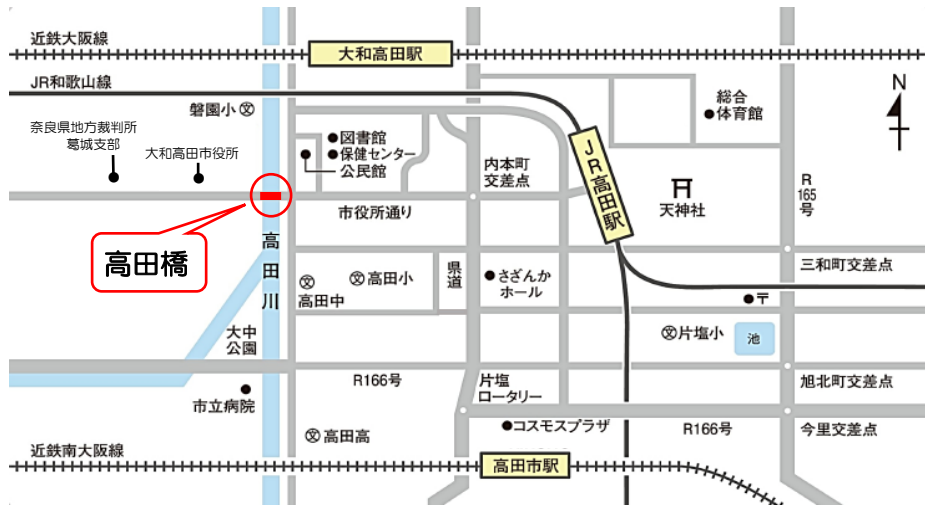 近鉄大阪線
大和高田駅
JR和歌山線
N
磐園小 文
総合
体育館
奈良県地方裁判所
葛城支部
大和高田市役所
図書館
保健センター
公民館
内本町
交差点
JR高田駅
天神社
R
165
号
市役所通り
高田橋
高田川
文
高田中
文 高田小
県道
さざんか
ホール
三和町交差点
〒
大中
公園
文 片塩小
池
R166号
片塩
ロータリー
旭北町交差点
市立病院
文 高田高
コスモスプラザ
R166号
今里交差点
近鉄南大阪線
高田市駅